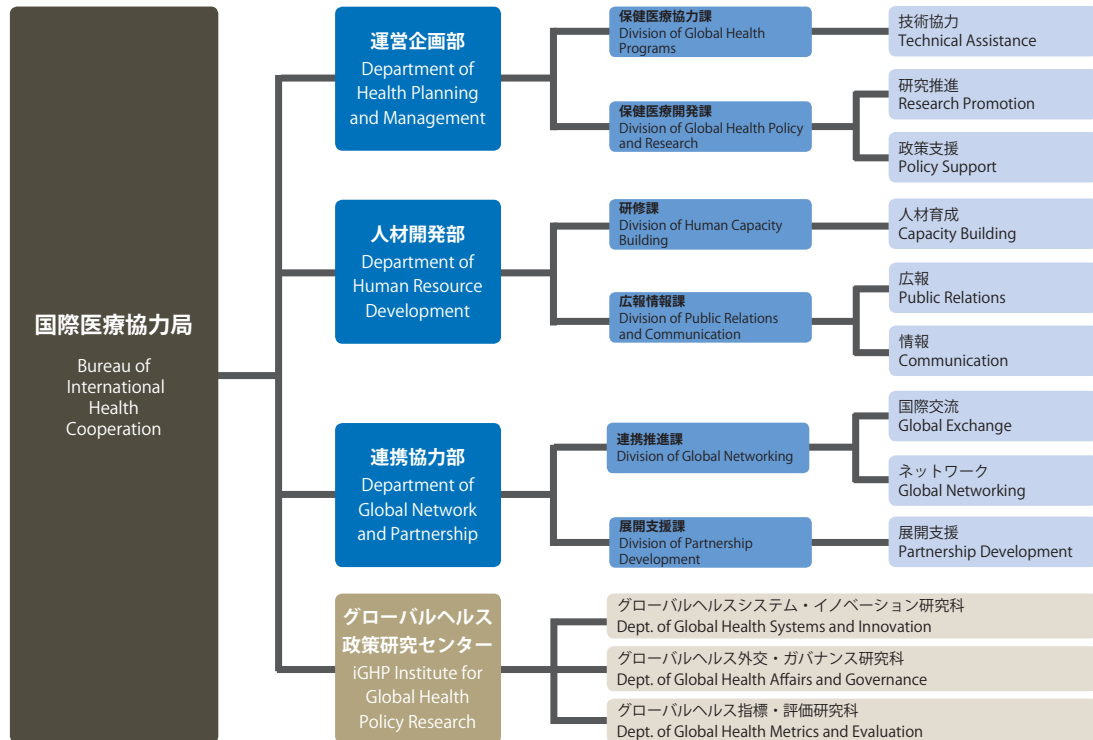 国際医療協力局
Bureau of
International
Health
Cooperation
運営企画部
Department of
Health Planning
and Management
保健医療協力課
Division of Global Health
Programs
技術協力
Technical Assistance
保健医療開発課
Division of Global Health Policy
and Research
研究推進
Research Promotion
政策支援
Policy Support
人材開発部
Department of
Human Resource
Development
研修課
Division of Human Capacity
Building
人材育成
Capacity Building
広報情報課
Division of Public Relations
and Communication
広報
Public Relations
情報
Communication
連携協力部
Department of
Global Network
and Partnership
連携推進課
Division of Global Networking
国際交流
Global Exchange
ネットワーク
Global Networking
展開支援課
Division of Partnership
Development
展開支援
Partnership Development
グローバルヘルス
政策研究センター
iGHP Institute for
Global Health
Policy Research
グローバルヘルスシステム・イノベーション研究科
Dept. of Global Health Systems and Innovation
グローバルヘルス外交・ガバナンス研究科
Dept. of Global Health Affairs and Governance
グローバルヘルス指標・評価研究科
Dept. of Global Health Metrics and Evaluation